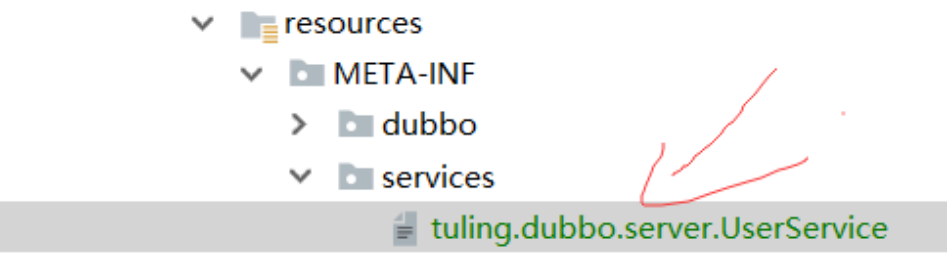 resources
META-INF
dubbo
services
tuling.dubbo.server.UserService